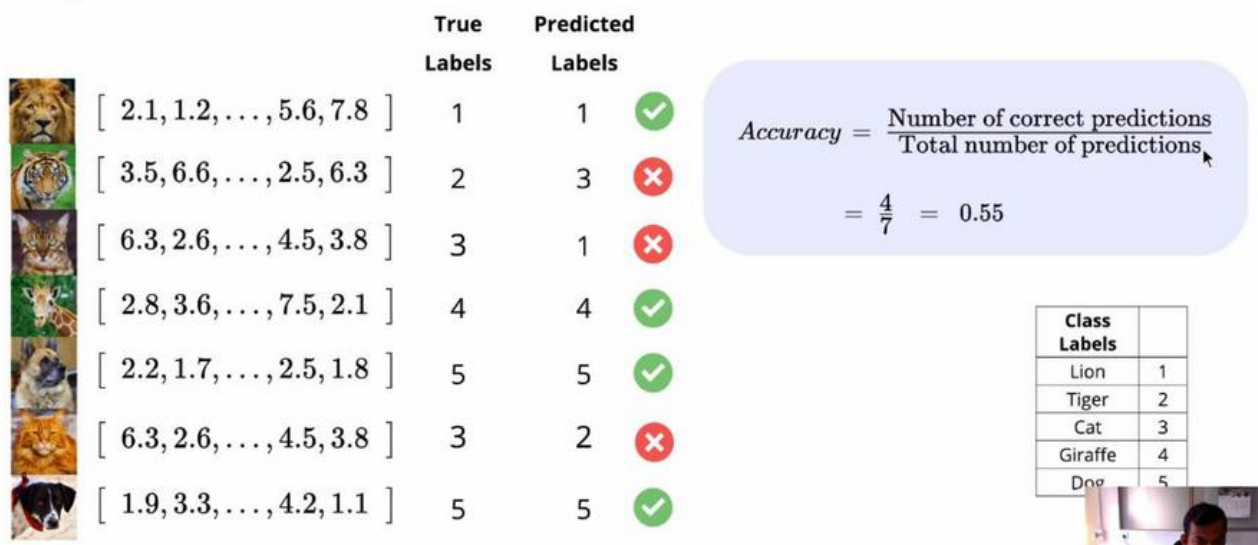 True Predicted
Labels Labels
[ 2.1, 1.2, . . . , 5.6, 7.8 ] 1 1
[ 3.5, 6.6, . . . , 2.5, 6.3 ] 2 3
[ 6.3, 2.6, . . . , 4.5, 3.8 ] 3 1
[ 2.8, 3.6, . . . , 7.5, 2.1 ] 4 4
[ 2.2, 1.7, . . . , 2.5, 1.8 ] 5 5
[ 6.3, 2.6, . . . , 4.5, 3.8 ] 3 2
[ 1.9, 3.3, . . . , 4.2, 1.1 ] 5 5
Accuracy = Number of correct predictions
Total number of predictions
= 4/7 = 0.55
Class
Labels
Lion 1
Tiger 2
Cat 3
Giraffe 4
Dog 5